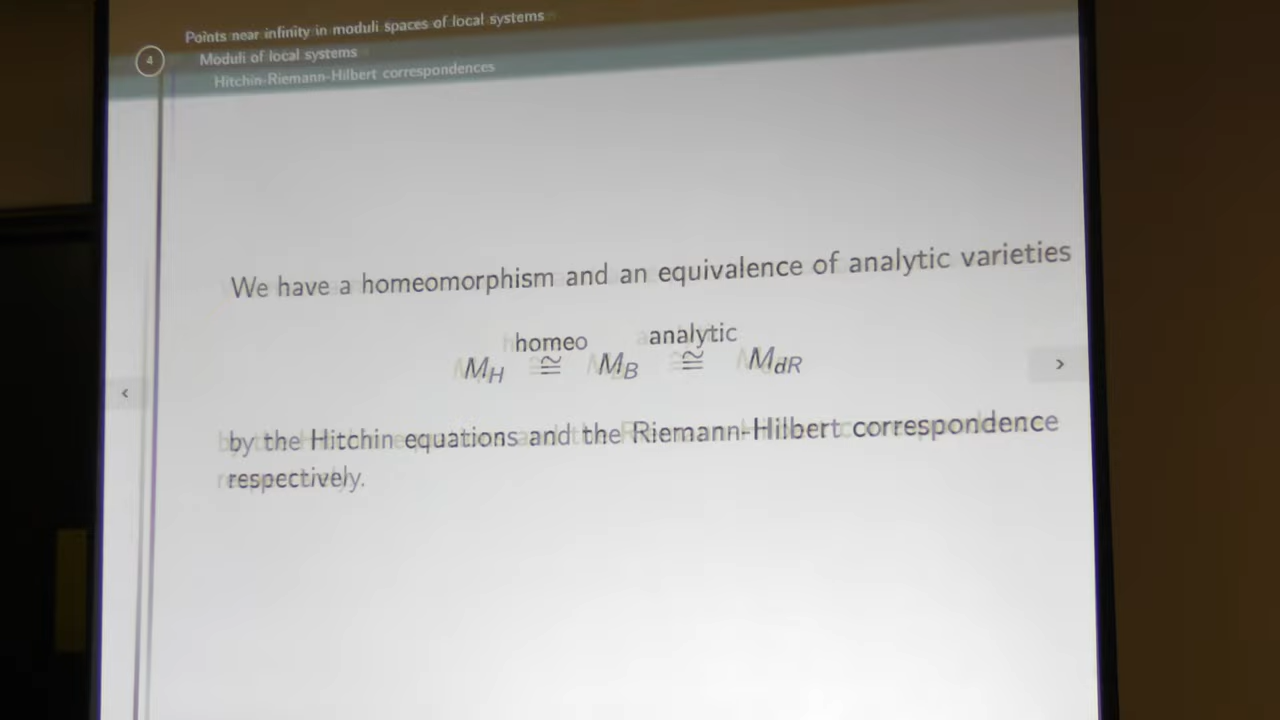 4
Points near infinity in moduli spaces of local systems
Moduli of local systems
Hitchin-Riemann-Hilbert correspondences
We have a homeomorphism and an equivalence of analytic varieties
homeo analytic
M_H ≅ M_B ≅ M_dR
by the Hitchin equations and the Riemann-Hilbert correspondence
respectively.